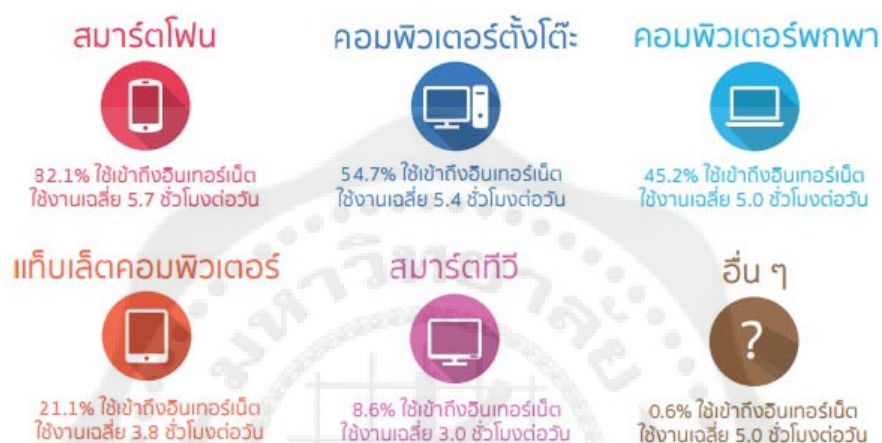 สมาร์ตโฟน
82.1% ใช้เข้าถึงอินเทอร์เน็ต
ใช้งานเฉลี่ย 5.7 ชั่วโมงต่อวัน
คอมพิวเตอร์ตั้งโต๊ะ
54.7% ใช้เข้าถึงอินเทอร์เน็ต
ใช้งานเฉลี่ย 5.4 ชั่วโมงต่อวัน
คอมพิวเตอร์พกพา
45.2% ใช้เข้าถึงอินเทอร์เน็ต
ใช้งานเฉลี่ย 5.0 ชั่วโมงต่อวัน
แท็บเล็ตคอมพิวเตอร์
21.1% ใช้เข้าถึงอินเทอร์เน็ต
ใช้งานเฉลี่ย 3.8 ชั่วโมงต่อวัน
สมาร์ตทีวี
8.6% ใช้เข้าถึงอินเทอร์เน็ต
ใช้งานเฉลี่ย 3.0 ชั่วโมงต่อวัน
อื่น ๆ
?
0.6% ใช้เข้าถึงอินเทอร์เน็ต
ใช้งานเฉลี่ย 5.0 ชั่วโมงต่อวัน
มหาวิทยาลัย